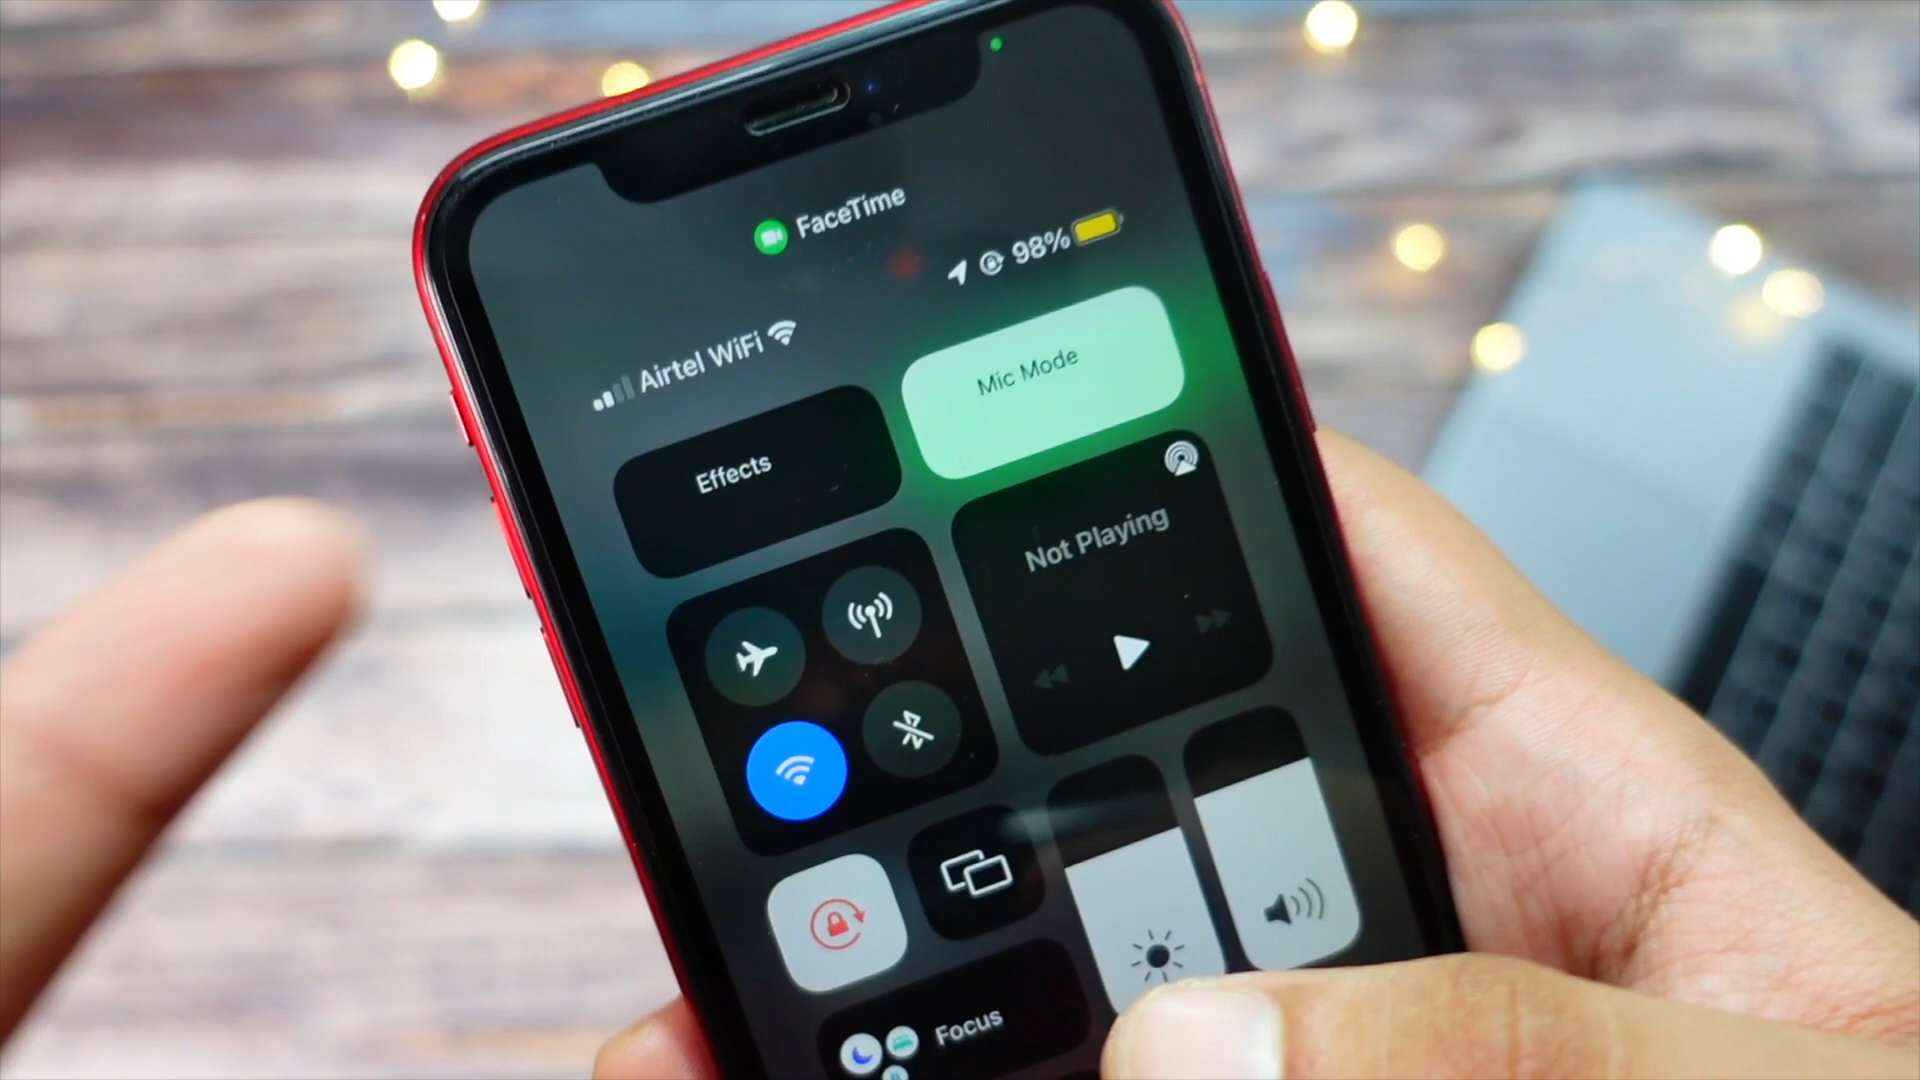 FaceTime
98%
Airtel WiFi
Mic Mode
Effects
Not Playing
Focus